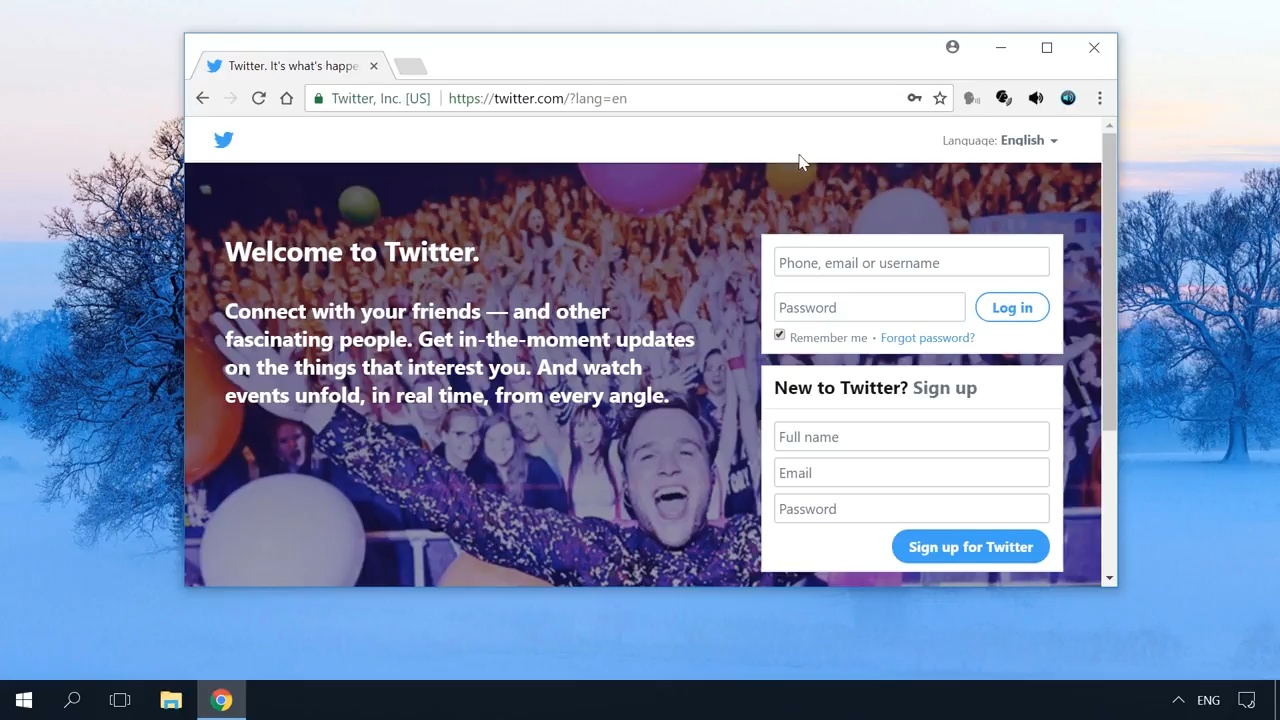 Twitter. It's what's happe
Twitter, Inc. [US] https://twitter.com/?lang=en
Language: English
Welcome to Twitter.
Connect with your friends — and other
fascinating people. Get in-the-moment updates
on the things that interest you. And watch
events unfold, in real time, from every angle.
Phone, email or username
Password Log in
Remember me · Forgot password?
New to Twitter? Sign up
Full name
Email
Password
Sign up for Twitter
ENG